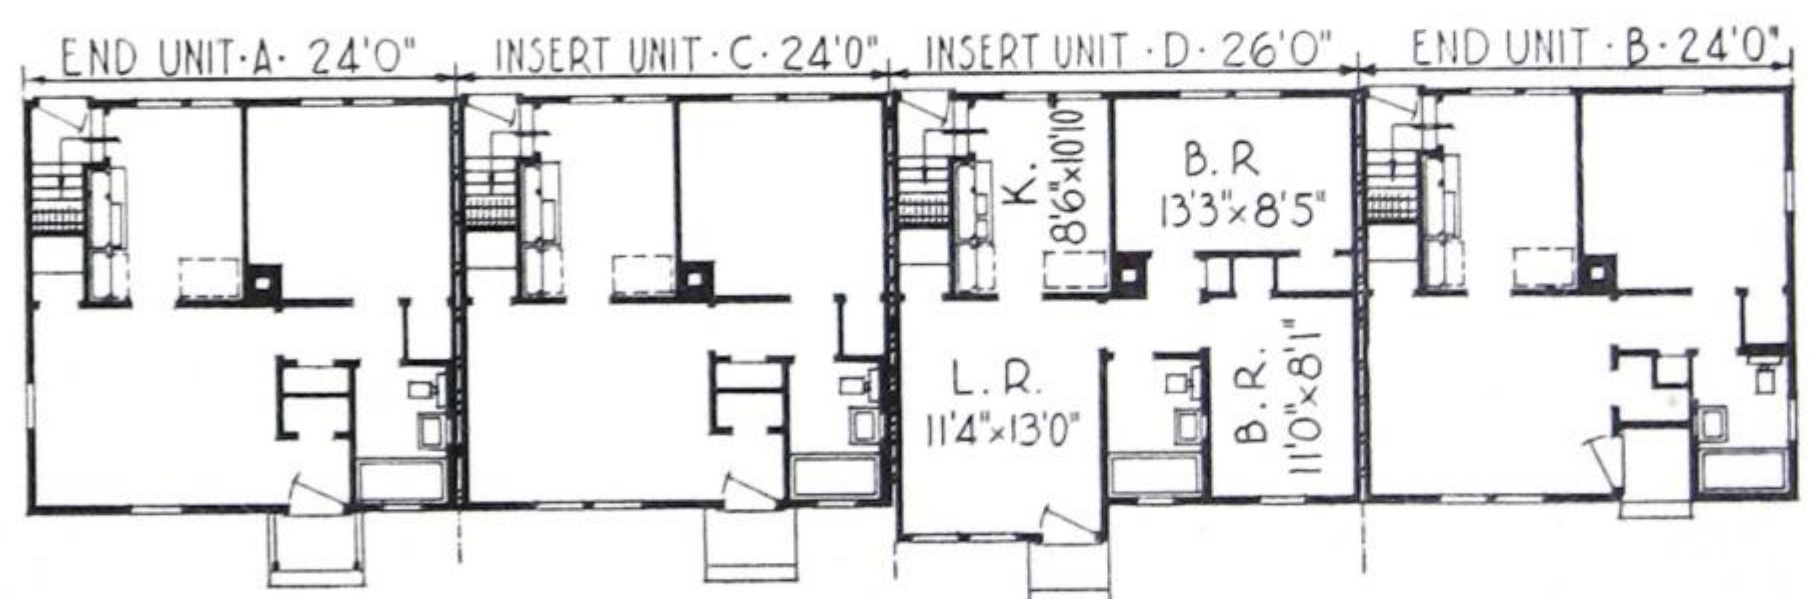 END UNIT·A· 24'0"
INSERT UNIT·C·24'0"
INSERT UNIT·D·26'0"
END UNIT·B·24'0"
K.
8'6"x10'10
B.R
13'3"x8'5"
L.R.
11'4"x13'0"
B.R.
11'0"x8'1"